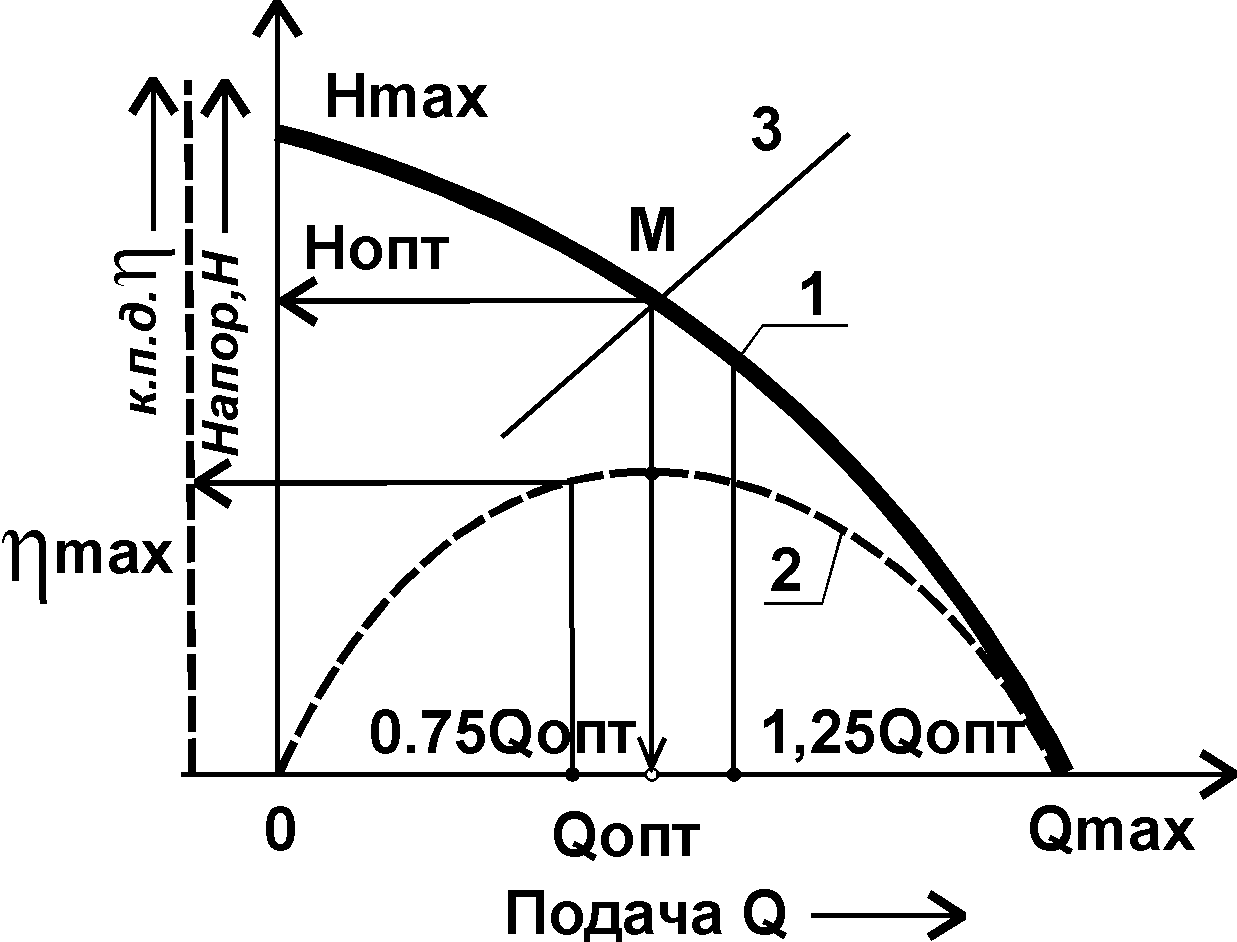 Hmax
3
M
Hопт
1
к.п.д.η
Напор,Н
ηmax
2
0.75Qопт
1,25Qопт
0
Qопт
Qmax
Подача Q